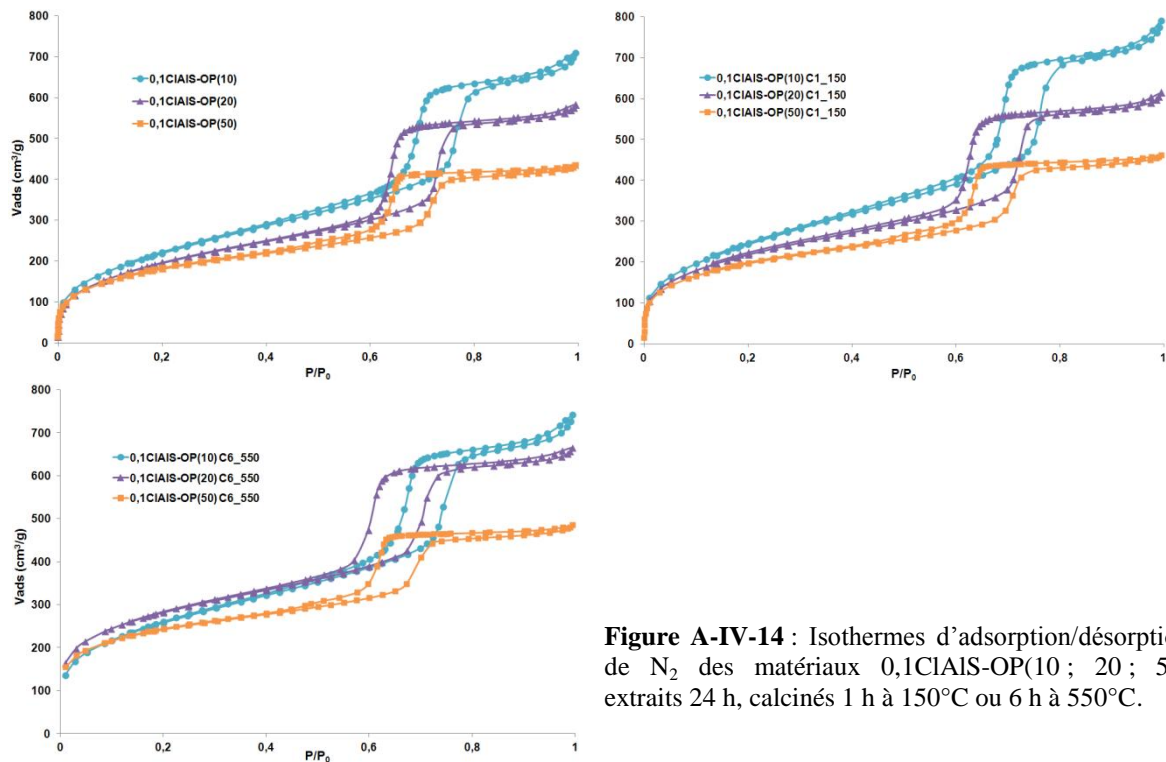 800
700
600
500
400
300
200
100
0
Vads (cm³/g)
0,1ClAlS-OP(10)
0,1ClAlS-OP(20)
0,1ClAlS-OP(50)
0
0,2
0,4
0,6
0,8
1
P/P₀
800
700
600
500
400
300
200
100
0
0,1ClAlS-OP(10)C1_150
0,1ClAlS-OP(20)C1_150
0,1ClAlS-OP(50)C1_150
0
0,2
0,4
0,6
0,8
1
P/P₀
800
700
600
500
400
300
200
100
0
Vads (cm³/g)
0,1ClAlS-OP(10)C6_550
0,1ClAlS-OP(20)C6_550
0,1ClAlS-OP(50)C6_550
0
0,2
0,4
0,6
0,8
1
P/P₀
Figure A-IV-14 : Isothermes d’adsorption/désorptio
de N₂ des matériaux 0,1ClAlS-OP(10 ; 20 ; 5
extraits 24 h, calcinés 1 h à 150°C ou 6 h à 550°C.